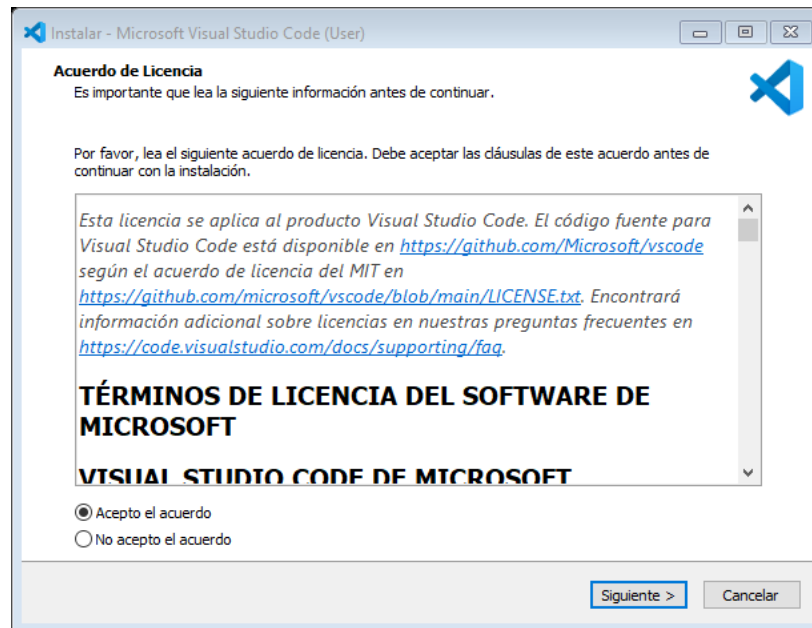 Instalar - Microsoft Visual Studio Code (User)
Acuerdo de Licencia
Es importante que lea la siguiente información antes de continuar.
Por favor, lea el siguiente acuerdo de licencia. Debe aceptar las cláusulas de este acuerdo antes de
continuar con la instalación.
Esta licencia se aplica al producto Visual Studio Code. El código fuente para
Visual Studio Code está disponible en https://github.com/Microsoft/vscode
según el acuerdo de licencia del MIT en
https://github.com/microsoft/vscode/blob/main/LICENSE.txt. Encontrará
información adicional sobre licencias en nuestras preguntas frecuentes en
https://code.visualstudio.com/docs/supporting/faq.
TÉRMINOS DE LICENCIA DEL SOFTWARE DE
MICROSOFT
VISUAL STUDIO CODE DE MICROSOFT
Acepto el acuerdo
No acepto el acuerdo
Siguiente >
Cancelar